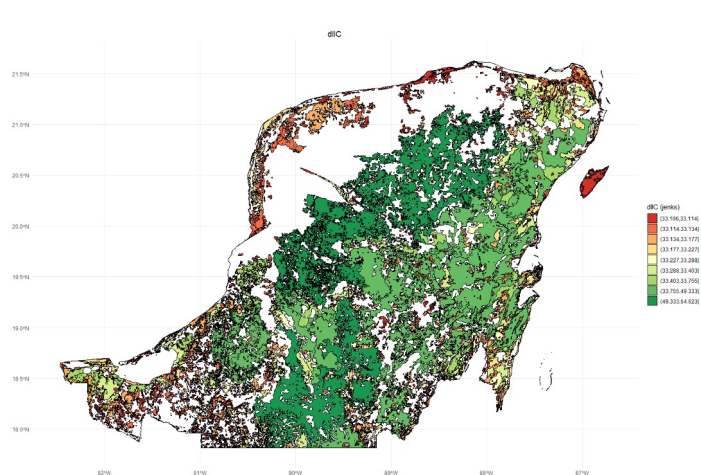 dIIC
21.5°N
21.0°N
20.5°N
20.0°N
19.5°N
19.0°N
18.5°N
18.0°N
92°W 91°W 90°W 89°W 88°W 87°W
dIIC (jenks)
(33.106,33.114]
(33.114,33.134]
(33.134,33.177]
(33.177,33.227]
(33.227,33.288]
(33.288,33.403]
(33.403,33.755]
(33.755,49.333]
(49.333,64.623]